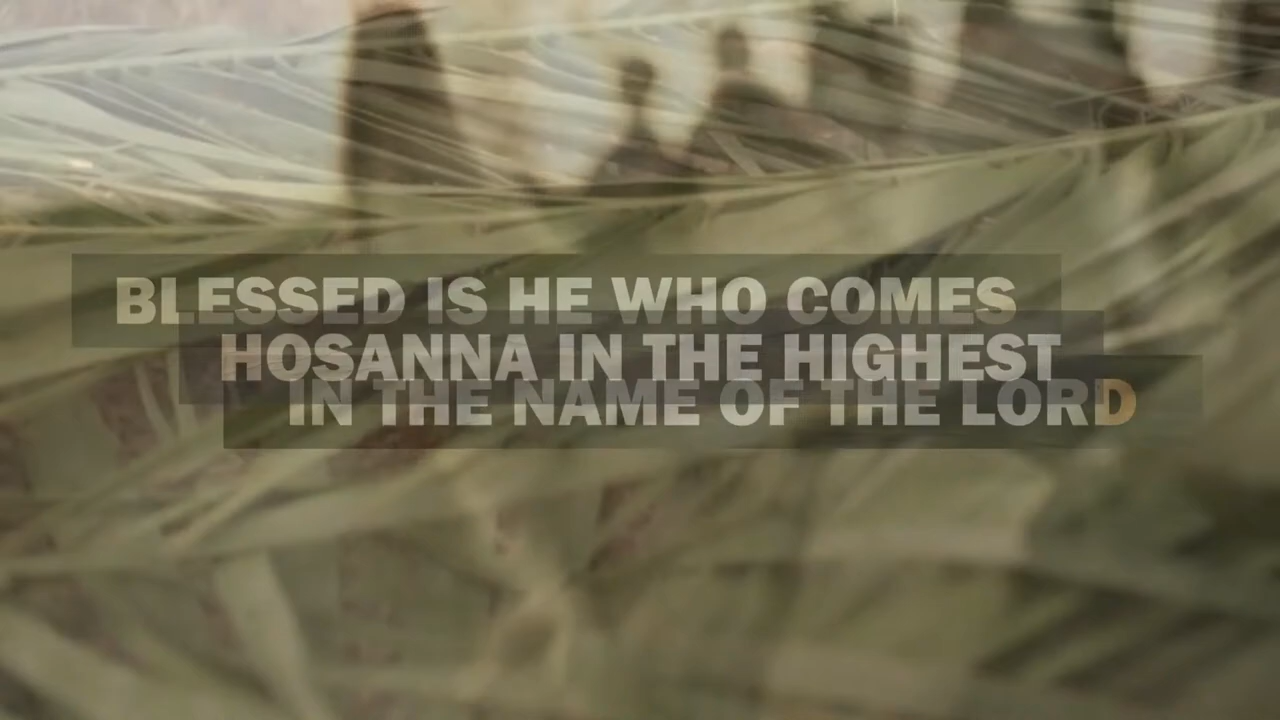 BLESSED IS HE WHO COMES
HOSANNA IN THE HIGHEST
IN THE NAME OF THE LORD